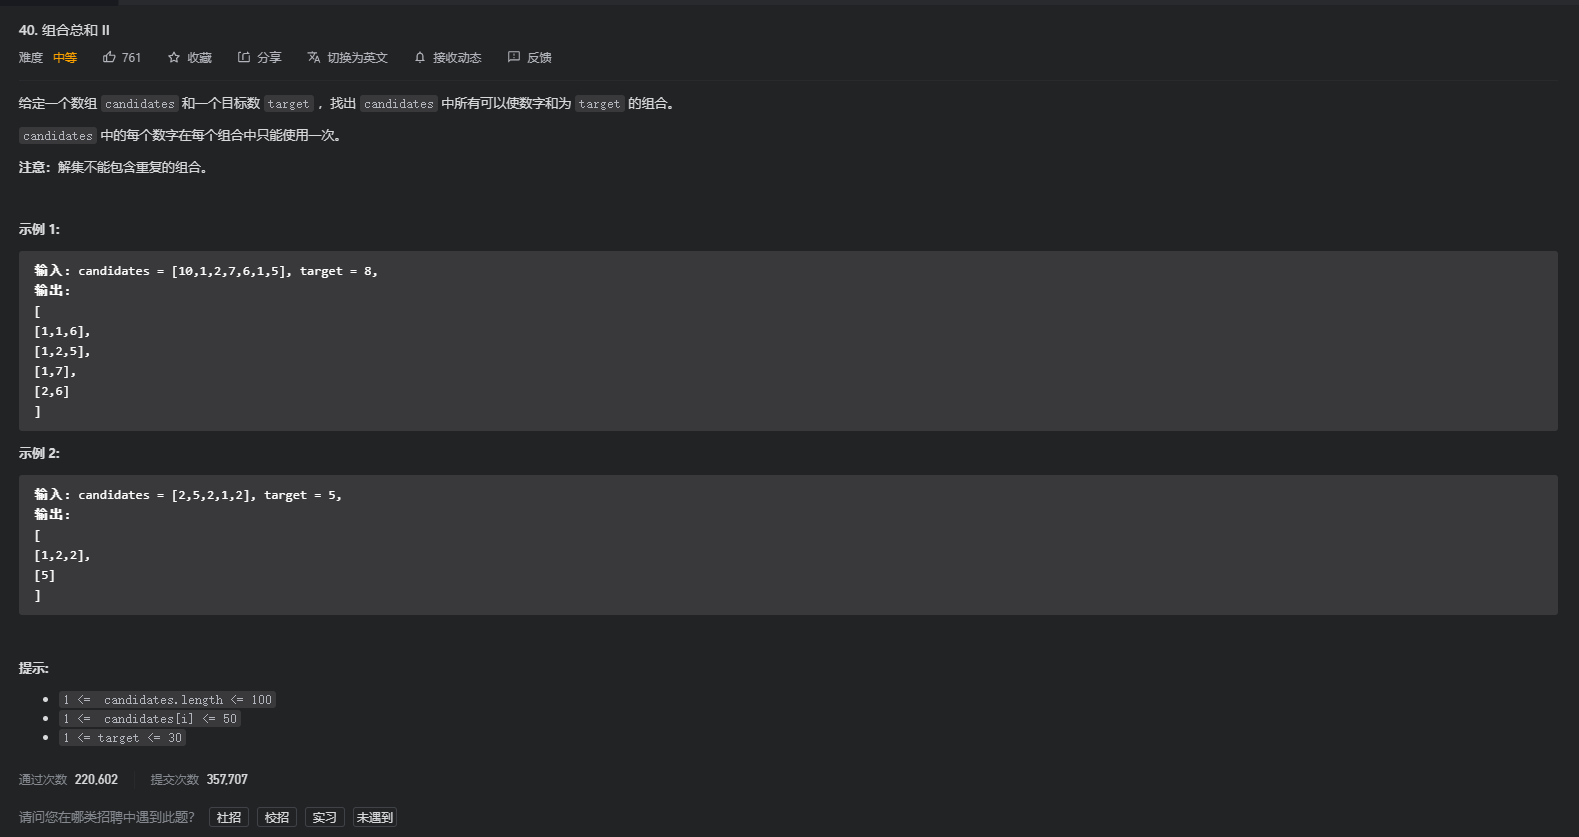 40. 组合总和 II
难度 中等 761 收藏 分享 切换为英文 接收动态 反馈
给定一个数组 candidates 和一个目标数 target ，找出 candidates 中所有可以使数字和为 target 的组合。
candidates 中的每个数字在每个组合中只能使用一次。
注意：解集不能包含重复的组合。
示例 1:
输入: candidates = [10,1,2,7,6,1,5], target = 8,
输出:
[
[1,1,6],
[1,2,5],
[1,7],
[2,6]
]
示例 2:
输入: candidates = [2,5,2,1,2], target = 5,
输出:
[
[1,2,2],
[5]
]
提示:
1 <= candidates.length <= 100
1 <= candidates[i] <= 50
1 <= target <= 30
通过次数 220,602 提交次数 357,707
请问您在哪类招聘中遇到此题？ 社招 校招 实习 未遇到